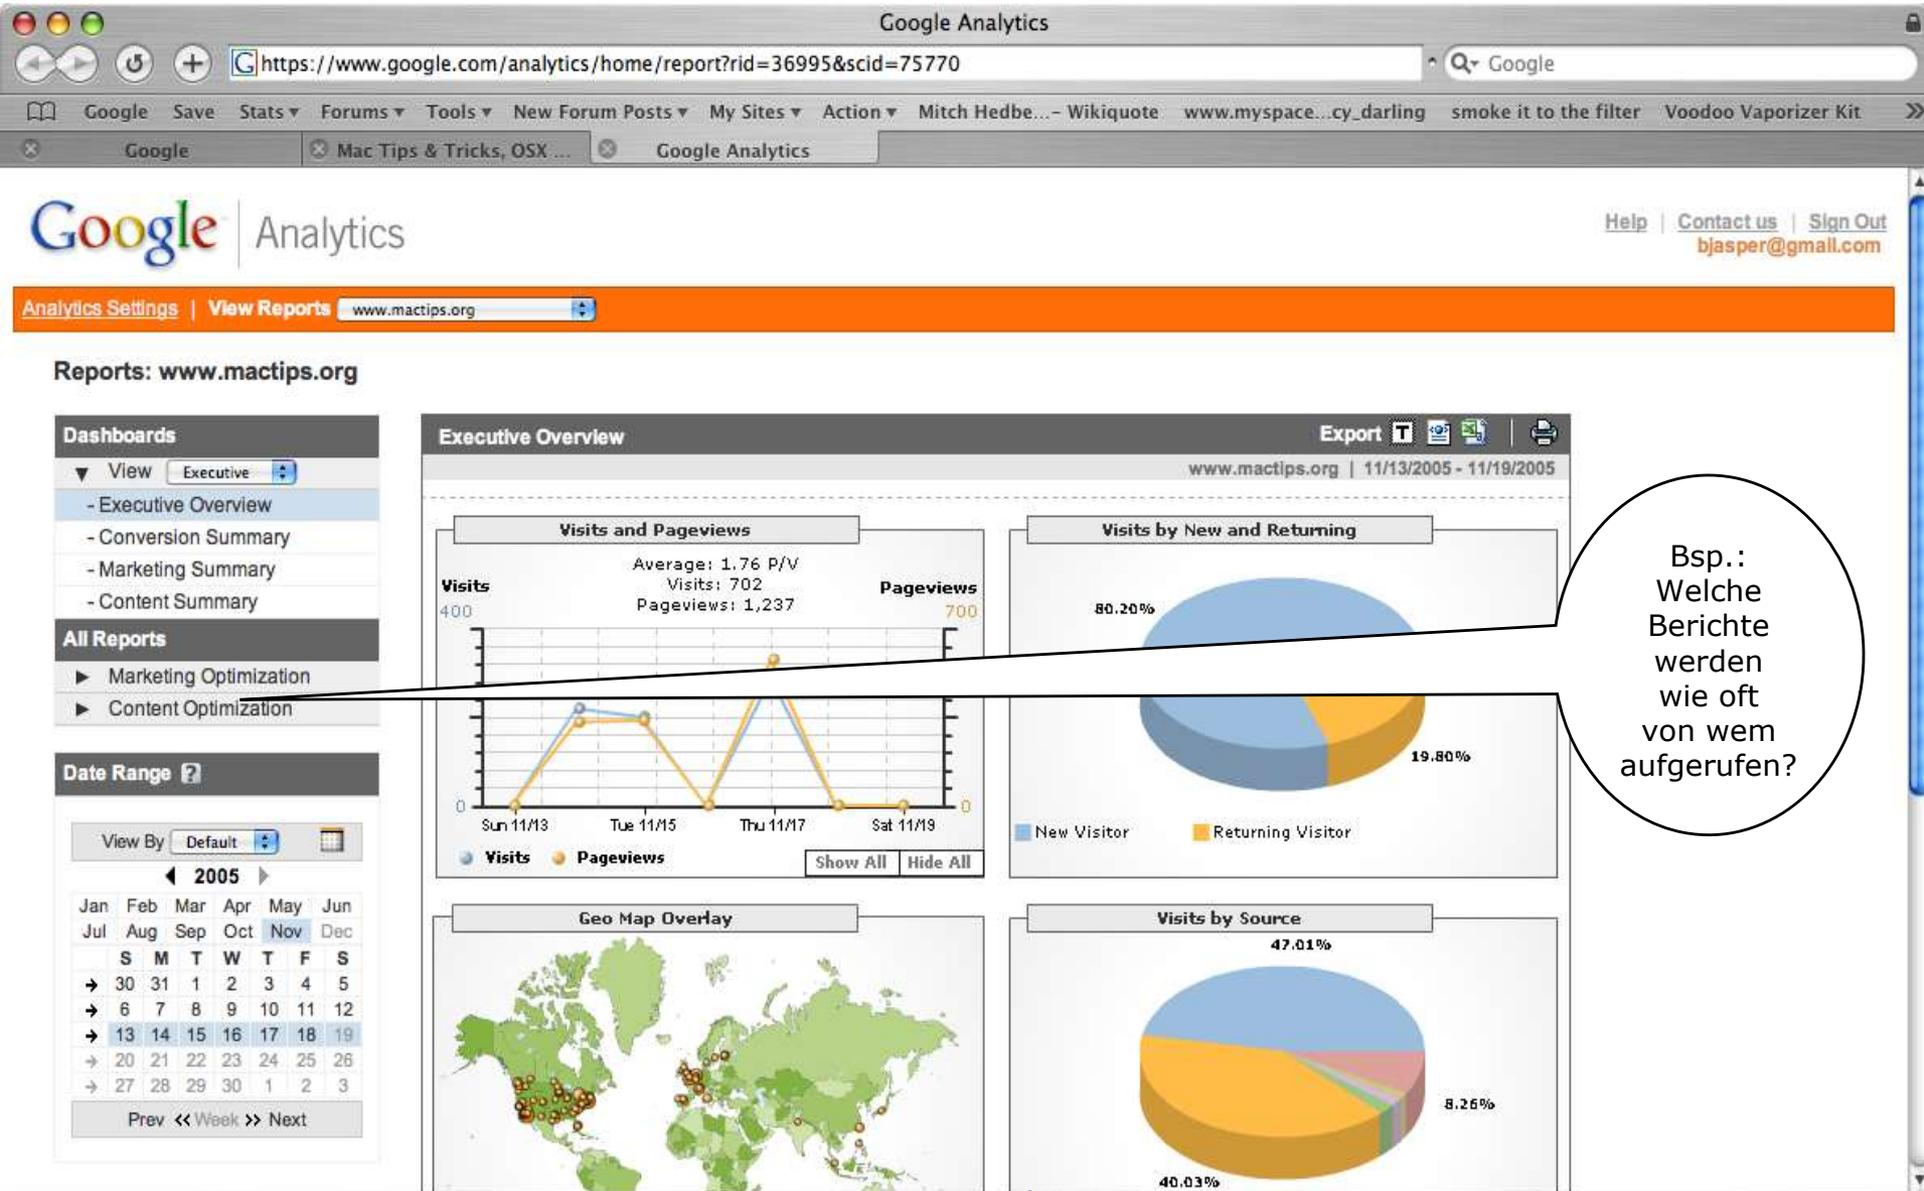 Google Analytics
https://www.google.com/analytics/home/report?rid=36995&scid=75770
Google
Google Save Stats Forums Tools New Forum Posts My Sites Action Mitch Hedbe...- Wikiquote www.myspace...cy_darling smoke it to the filter Voodoo Vaporizer Kit
Google Mac Tips & Tricks, OSX ... Google Analytics
Google Analytics
Help | Contact us | Sign Out
bjasper@gmail.com
Analytics Settings | View Reports www.mactips.org
Reports: www.mactips.org
Dashboards
View Executive
- Executive Overview
- Conversion Summary
- Marketing Summary
- Content Summary
All Reports
Marketing Optimization
Content Optimization
Date Range ?
View By Default
2005
Jan Feb Mar Apr May Jun
Jul Aug Sep Oct Nov Dec
S M T W T F S
30 31 1 2 3 4 5
6 7 8 9 10 11 12
13 14 15 16 17 18 19
20 21 22 23 24 25 26
27 28 29 30 1 2 3
Prev << Week >> Next
Executive Overview
Export T
www.mactips.org | 11/13/2005 - 11/19/2005
Visits and Pageviews
Average: 1.76 P/V
Visits: 702
Pageviews: 1,237
Visits
400
Pageviews
700
0
0
Sun 11/13 Tue 11/15 Thu 11/17 Sat 11/19
Visits Pageviews
Show All Hide All
Visits by New and Returning
80.20%
19.80%
New Visitor Returning Visitor
Geo Map Overlay
Visits by Source
47.01%
8.26%
40.03%
Bsp.:
Welche
Berichte
werden
wie oft
von wem
aufgerufen?